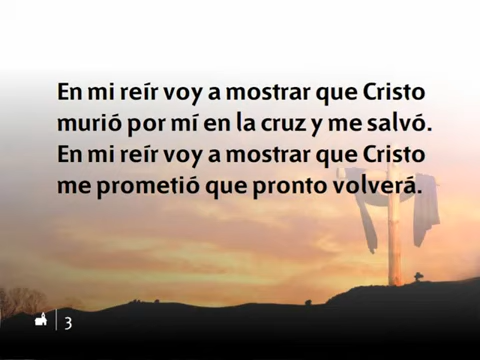 En mi reír voy a mostrar que Cristo
murió por mí en la cruz y me salvó.
En mi reír voy a mostrar que Cristo
me prometió que pronto volverá.
3